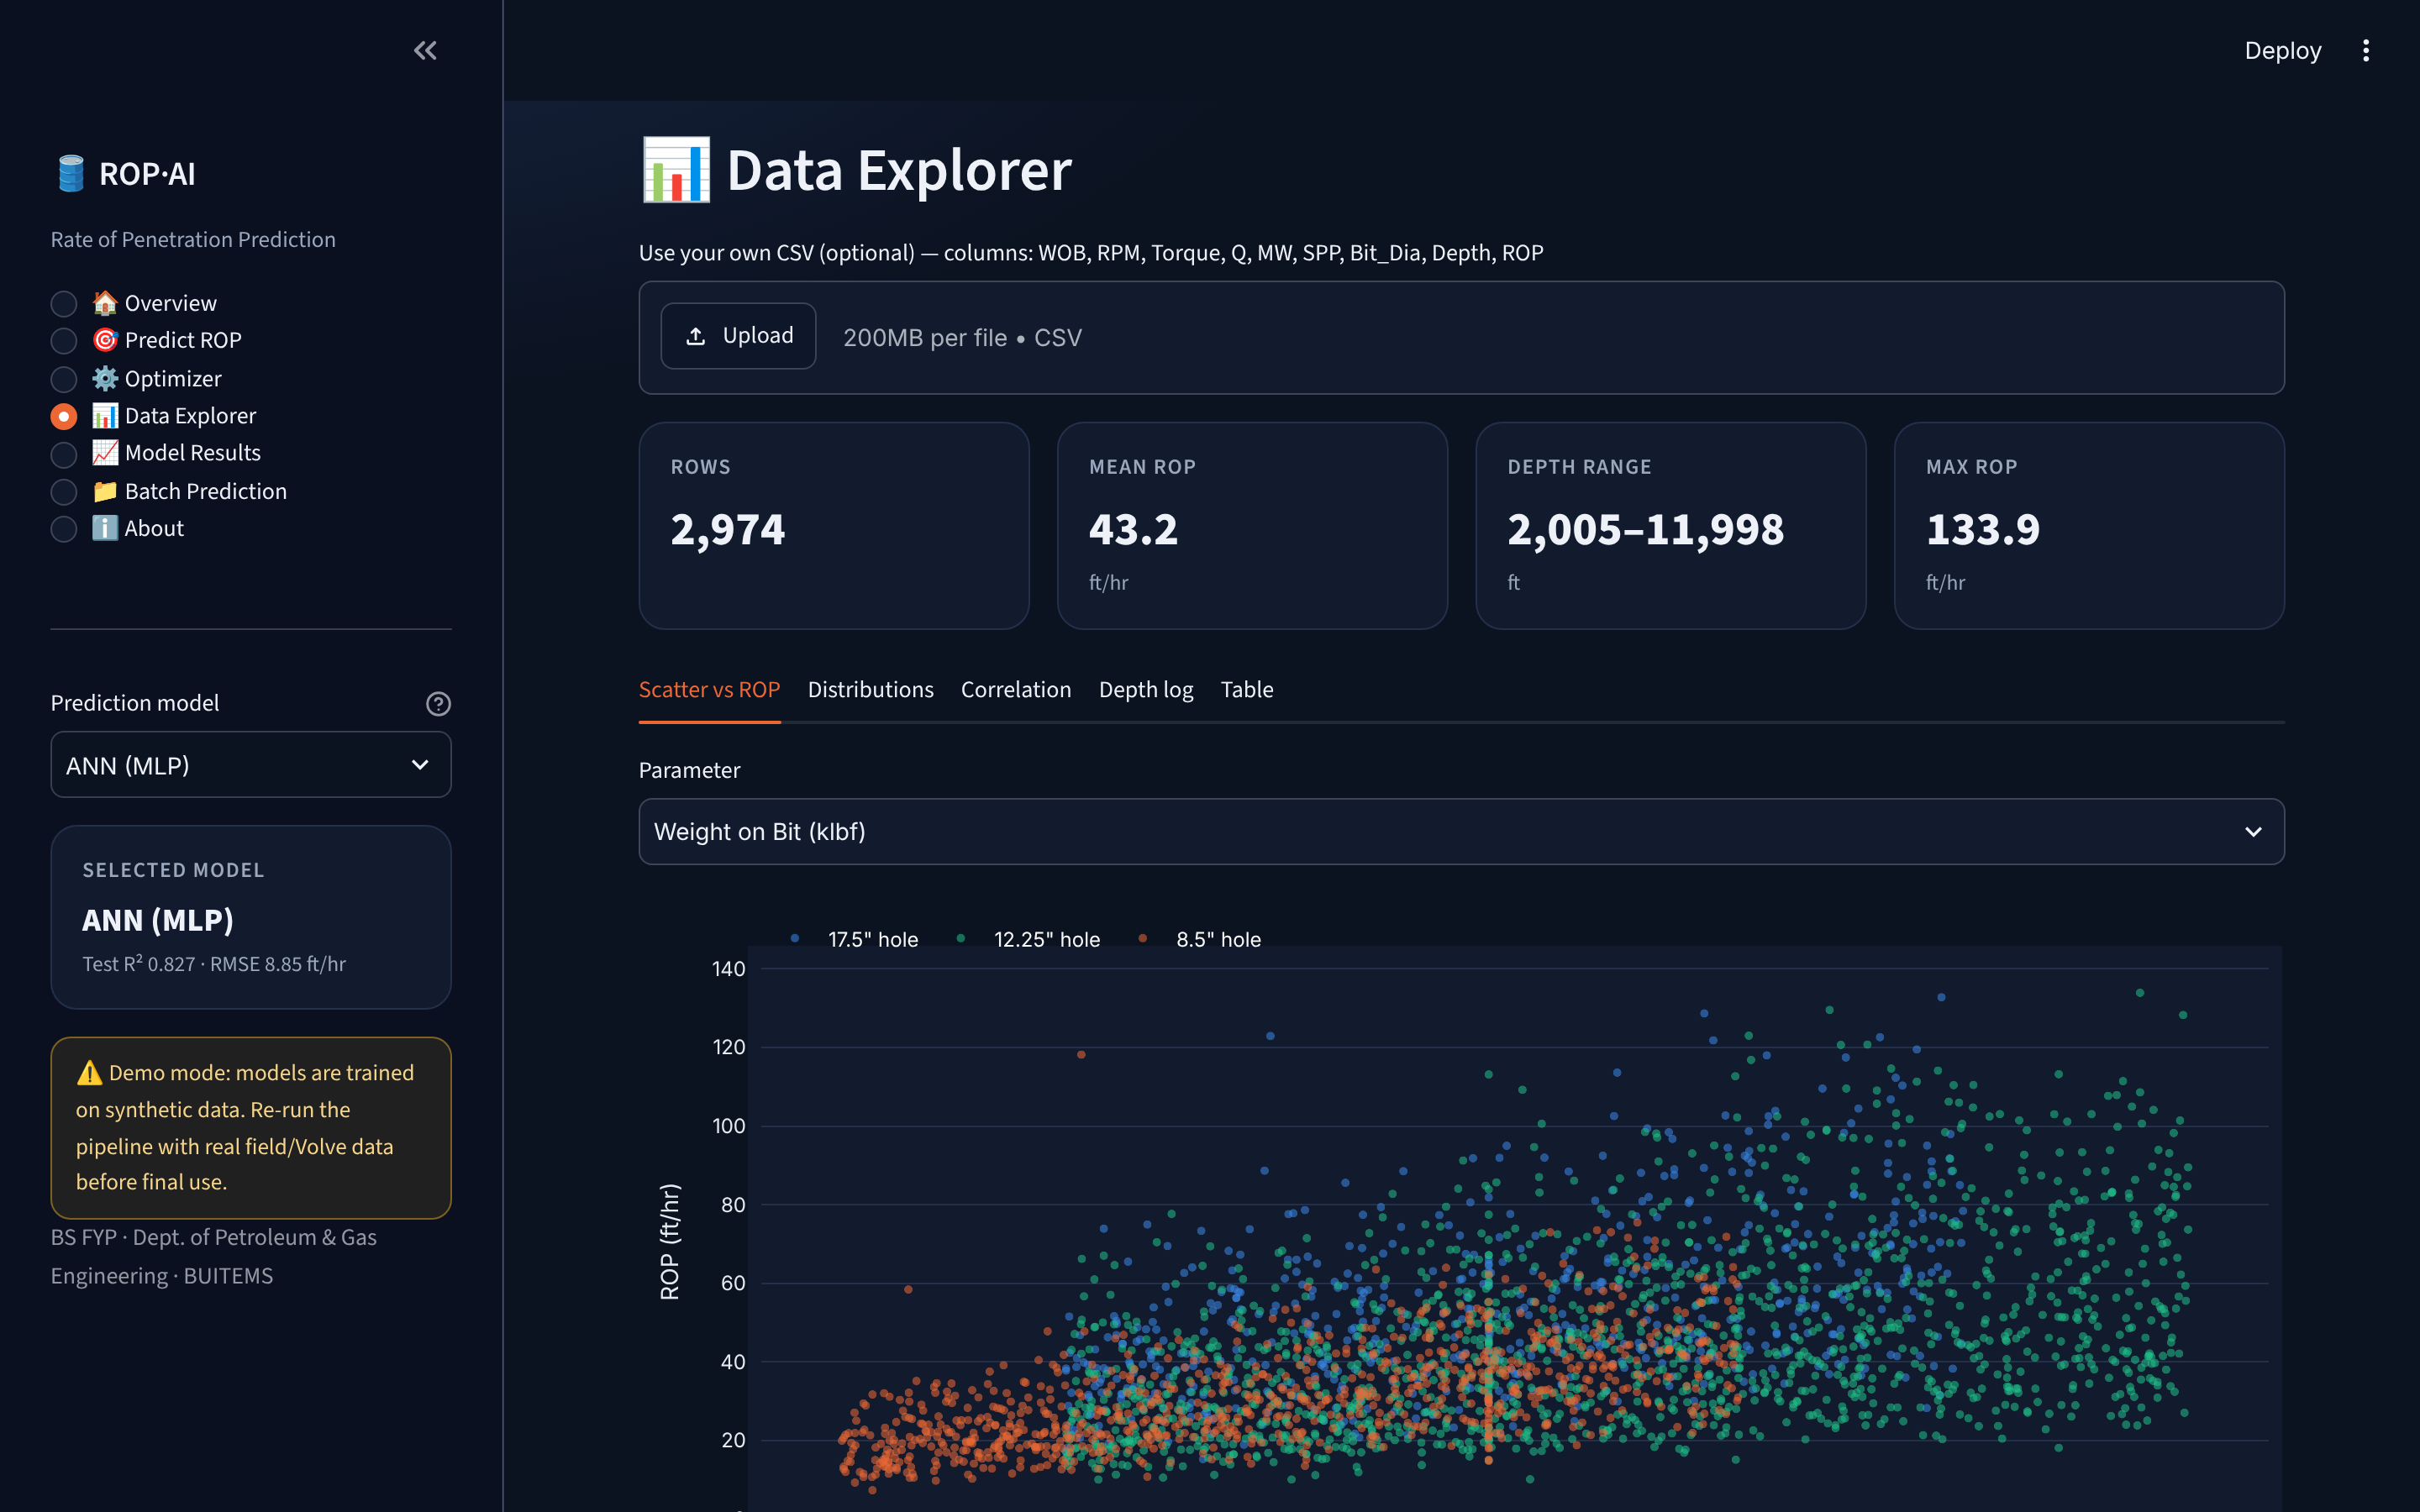 Deploy
ROP·AI
Rate of Penetration Prediction
Overview
Predict ROP
Optimizer
Data Explorer
Model Results
Batch Prediction
About
Prediction model
ANN (MLP)
SELECTED MODEL
ANN (MLP)
Test R² 0.827 · RMSE 8.85 ft/hr
Demo mode: models are trained
on synthetic data. Re-run the
pipeline with real field/Volve data
before final use.
BS FYP · Dept. of Petroleum & Gas
Engineering · BUITEMS
Data Explorer
Use your own CSV (optional) — columns: WOB, RPM, Torque, Q, MW, SPP, Bit_Dia, Depth, ROP
Upload
200MB per file • CSV
ROWS
2,974
MEAN ROP
43.2
ft/hr
DEPTH RANGE
2,005–11,998
ft
MAX ROP
133.9
ft/hr
Scatter vs ROP Distributions Correlation Depth log Table
Parameter
Weight on Bit (klbf)
17.5" hole 12.25" hole 8.5" hole
ROP (ft/hr)
140
120
100
80
60
40
20